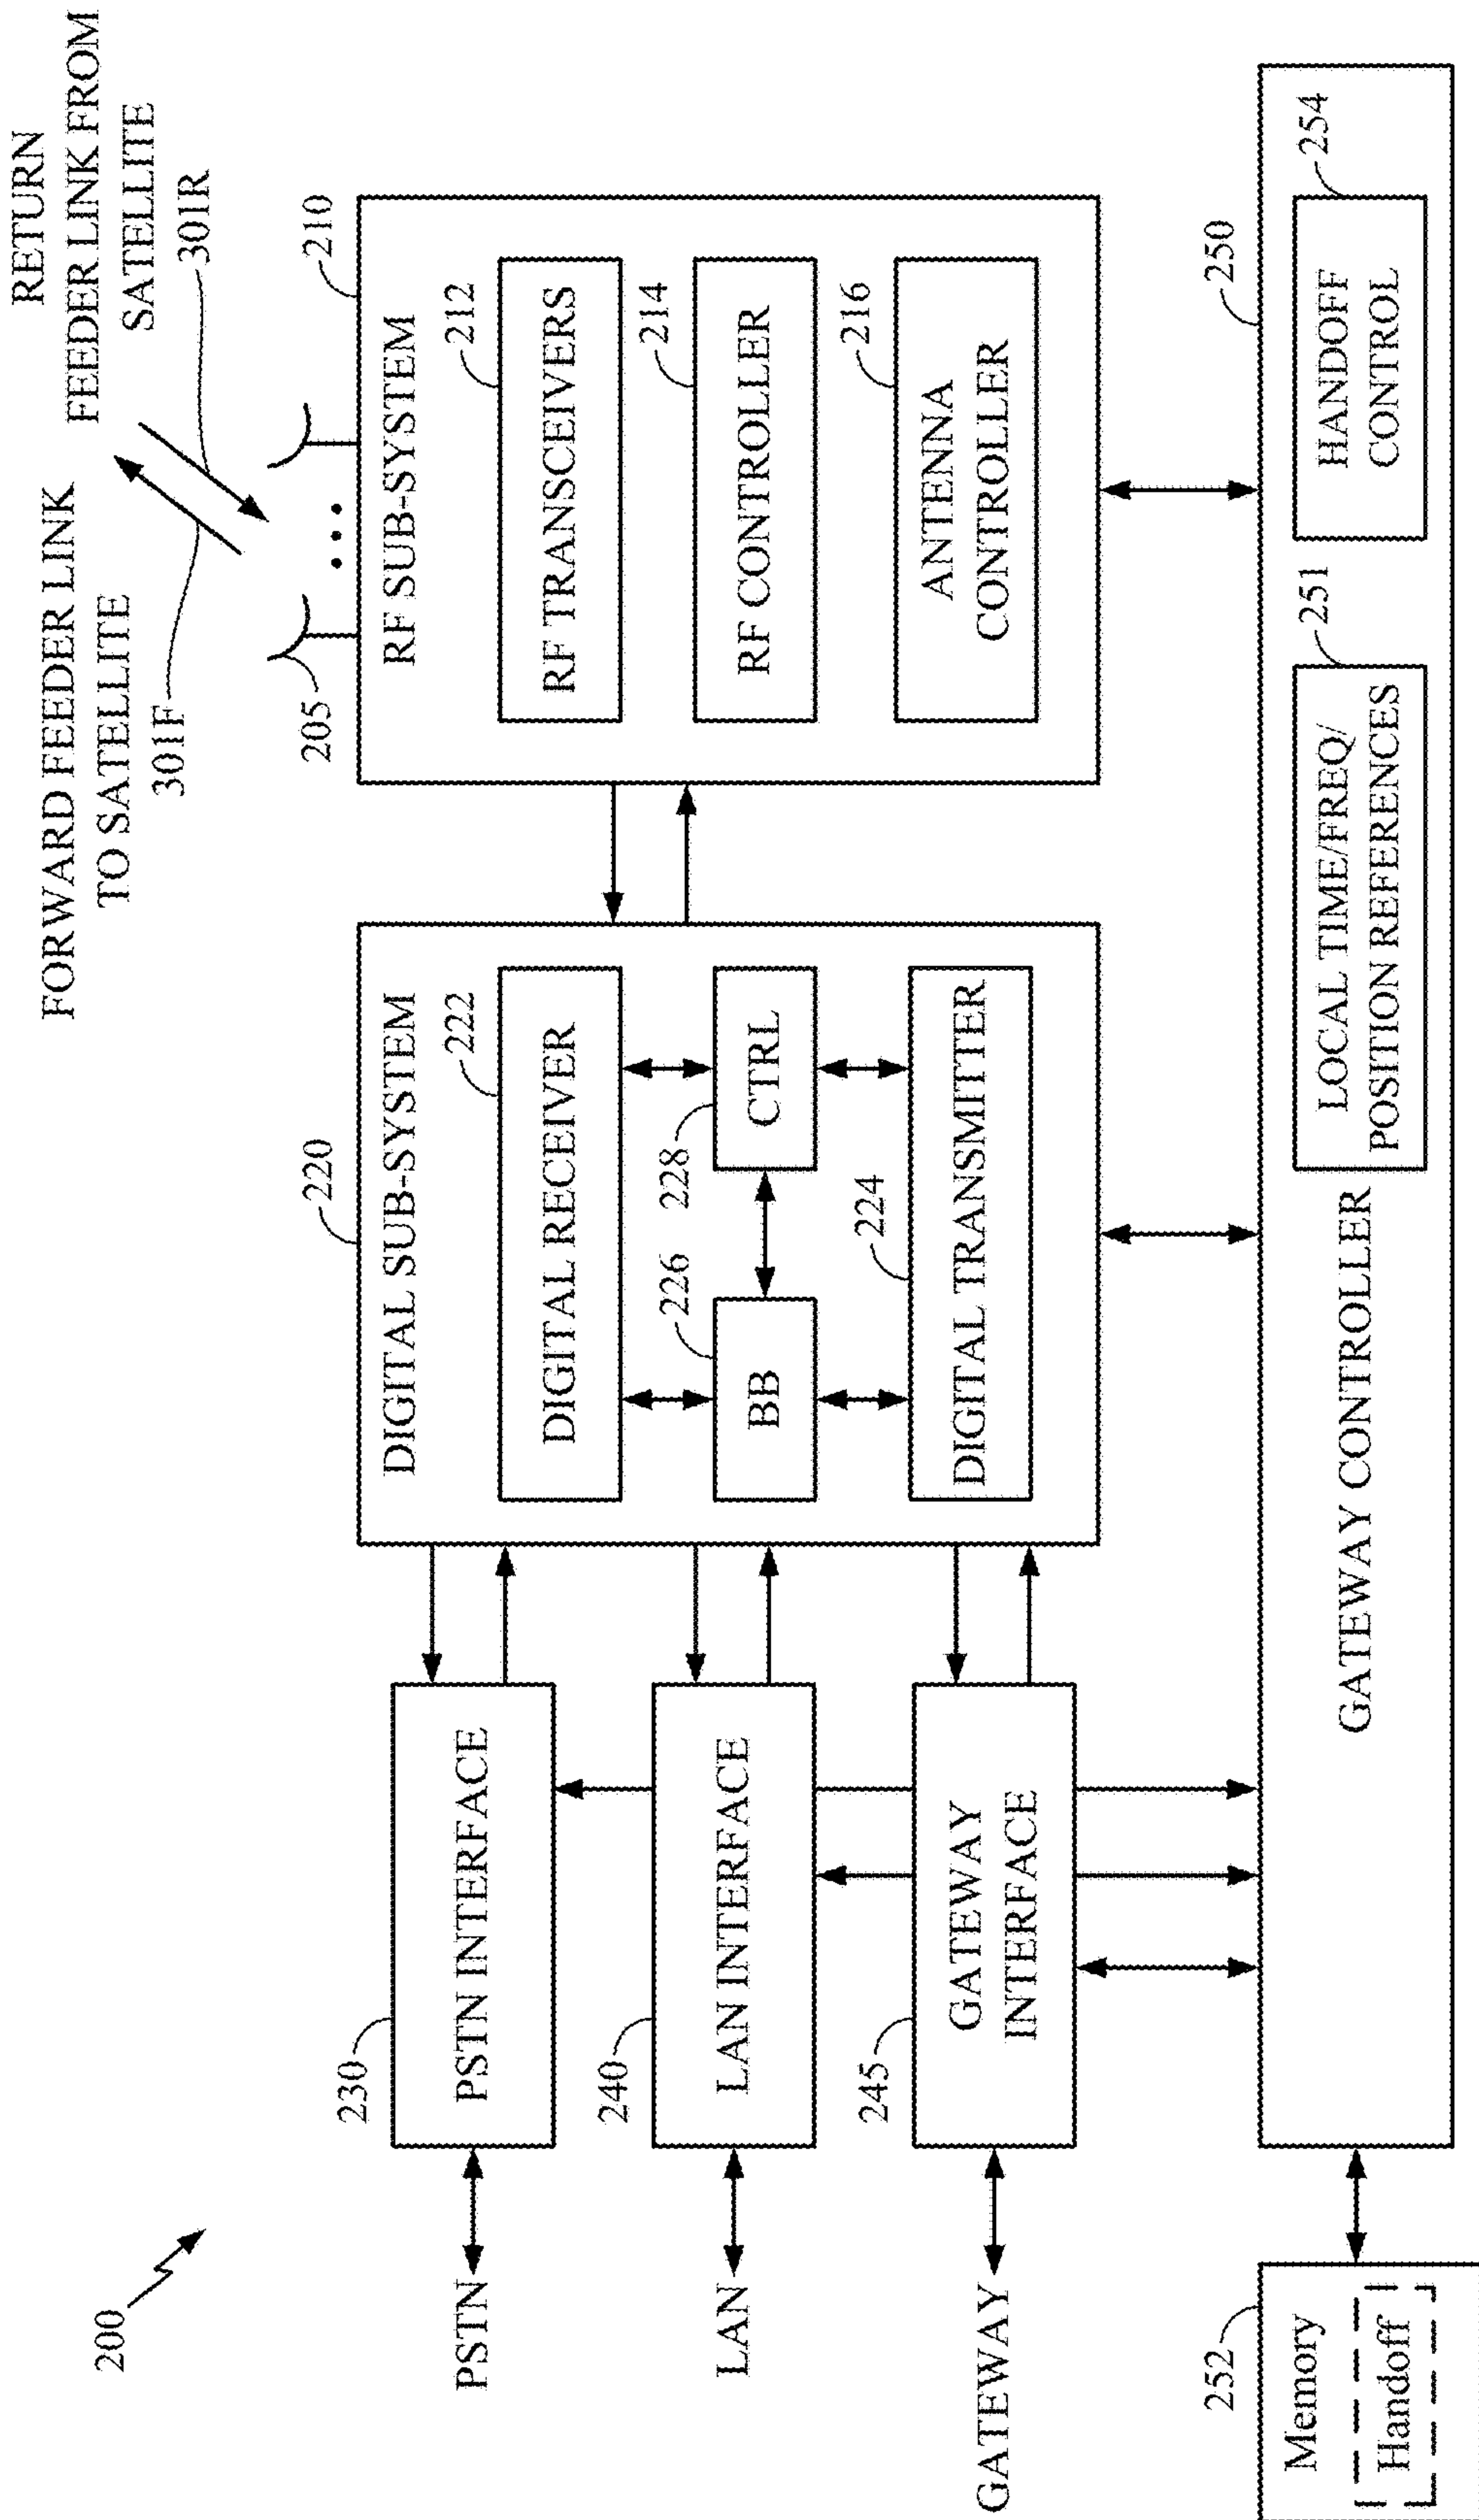 200
FORWARD FEEDER LINK
TO SATELLITE
301F
RETURN
FEEDER LINK FROM
SATELLITE
301R
205
PSTN
230
PSTN INTERFACE
LAN
240
LAN INTERFACE
GATEWAY
245
GATEWAY
INTERFACE
220
DIGITAL SUB-SYSTEM
222
DIGITAL RECEIVER
226
BB
228
CTRL
224
DIGITAL TRANSMITTER
210
RF SUB-SYSTEM
212
RF TRANSCEIVERS
214
RF CONTROLLER
216
ANTENNA
CONTROLLER
252
Memory
Handoff
250
GATEWAY CONTROLLER
251
LOCAL TIME/FREQ/
POSITION REFERENCES
254
HANDOFF
CONTROL